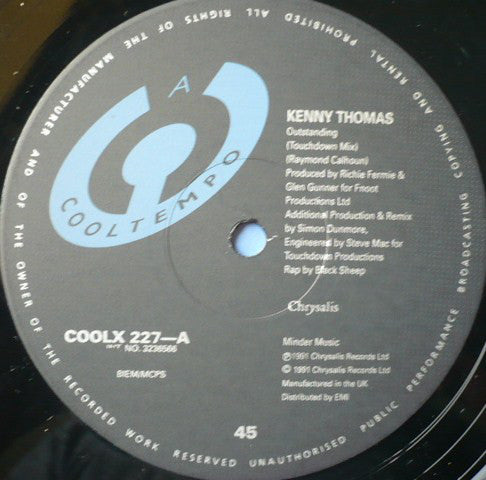 ALL RIGHTS OF THE MANUFACTURER AND OF THE OWNER OF THE RECORDED WORK RESERVED UNAUTHORISED PUBLIC PERFORMANCE BROADCASTING COPYING AND RENTAL PROHIBITED
A
COOLTEMPO
KENNY THOMAS
Outstanding
(Touchdown Mix)
(Raymond Calhoun)
Produced by Richie Fermie &
Glen Gunner for Fnoot
Productions Ltd
Additional Production & Remix
by Simon Dunmore,
Engineered by Steve Mac for
Touchdown Productions
Rap by Black Sheep
Chrysalis
COOLX 227—A
NO. 3236566
BIEM/MCPS
Minder Music
Ⓟ1991 Chrysalis Records Ltd
© 1991 Chrysalis Records Ltd
Manufactured in the UK
Distributed by EMI
45